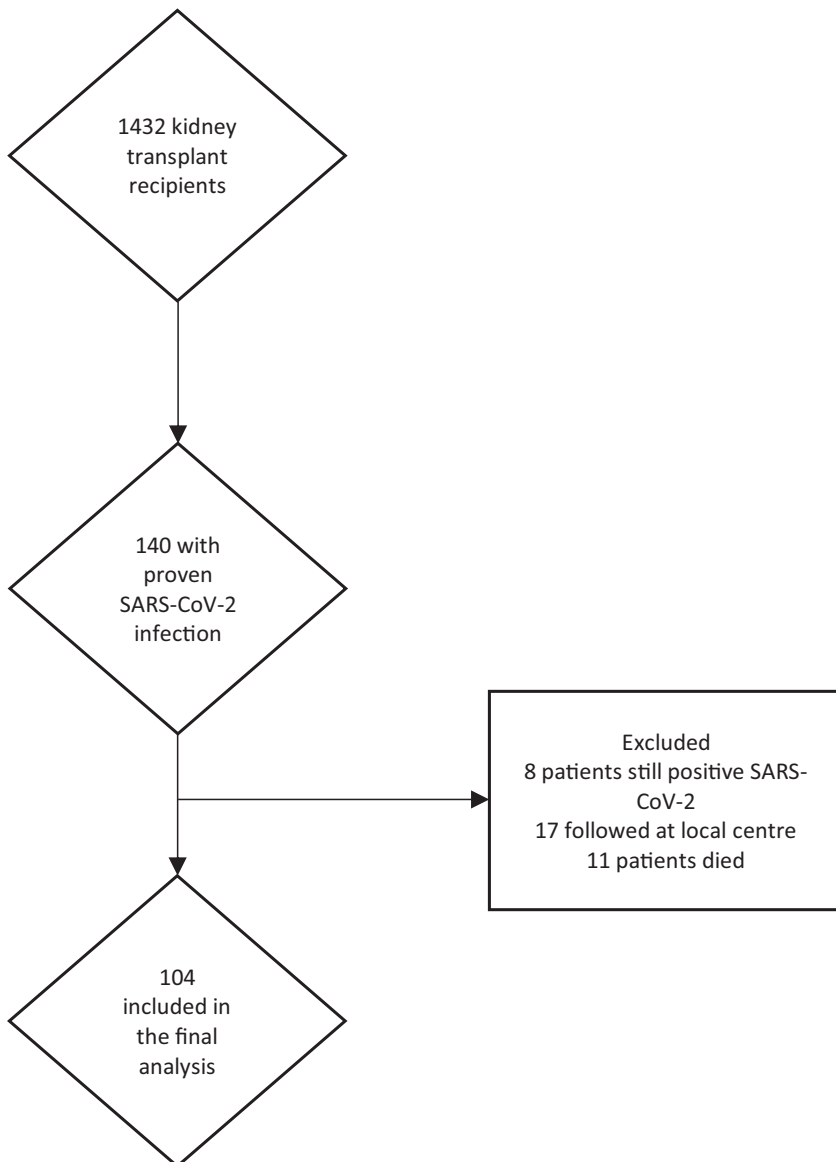 1432 kidney
transplant
recipients
140 with
proven
SARS-CoV-2
infection
Excluded
8 patients still positive SARS-
CoV-2
17 followed at local centre
11 patients died
104
included in
the final
analysis